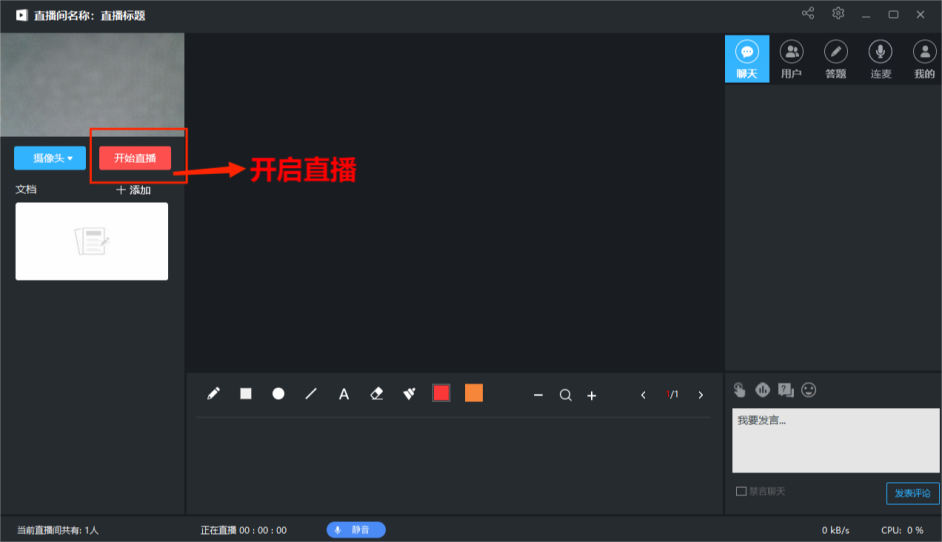 直播间名称：直播标题
聊天
用户
答题
连麦
我的
摄像头
开始直播
开启直播
文档
＋ 添加
A
1/1
我要发言...
禁言聊天
发表评论
当前直播间共有: 1人
正在直播 00 : 00 : 00
静音
0 kB/s
CPU: 0 %